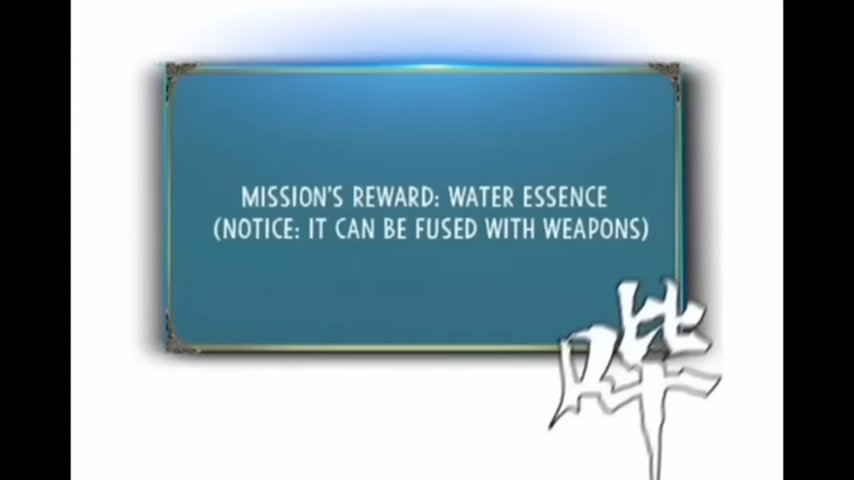 MISSION'S REWARD: WATER ESSENCE
(NOTICE: IT CAN BE FUSED WITH WEAPONS)
哗